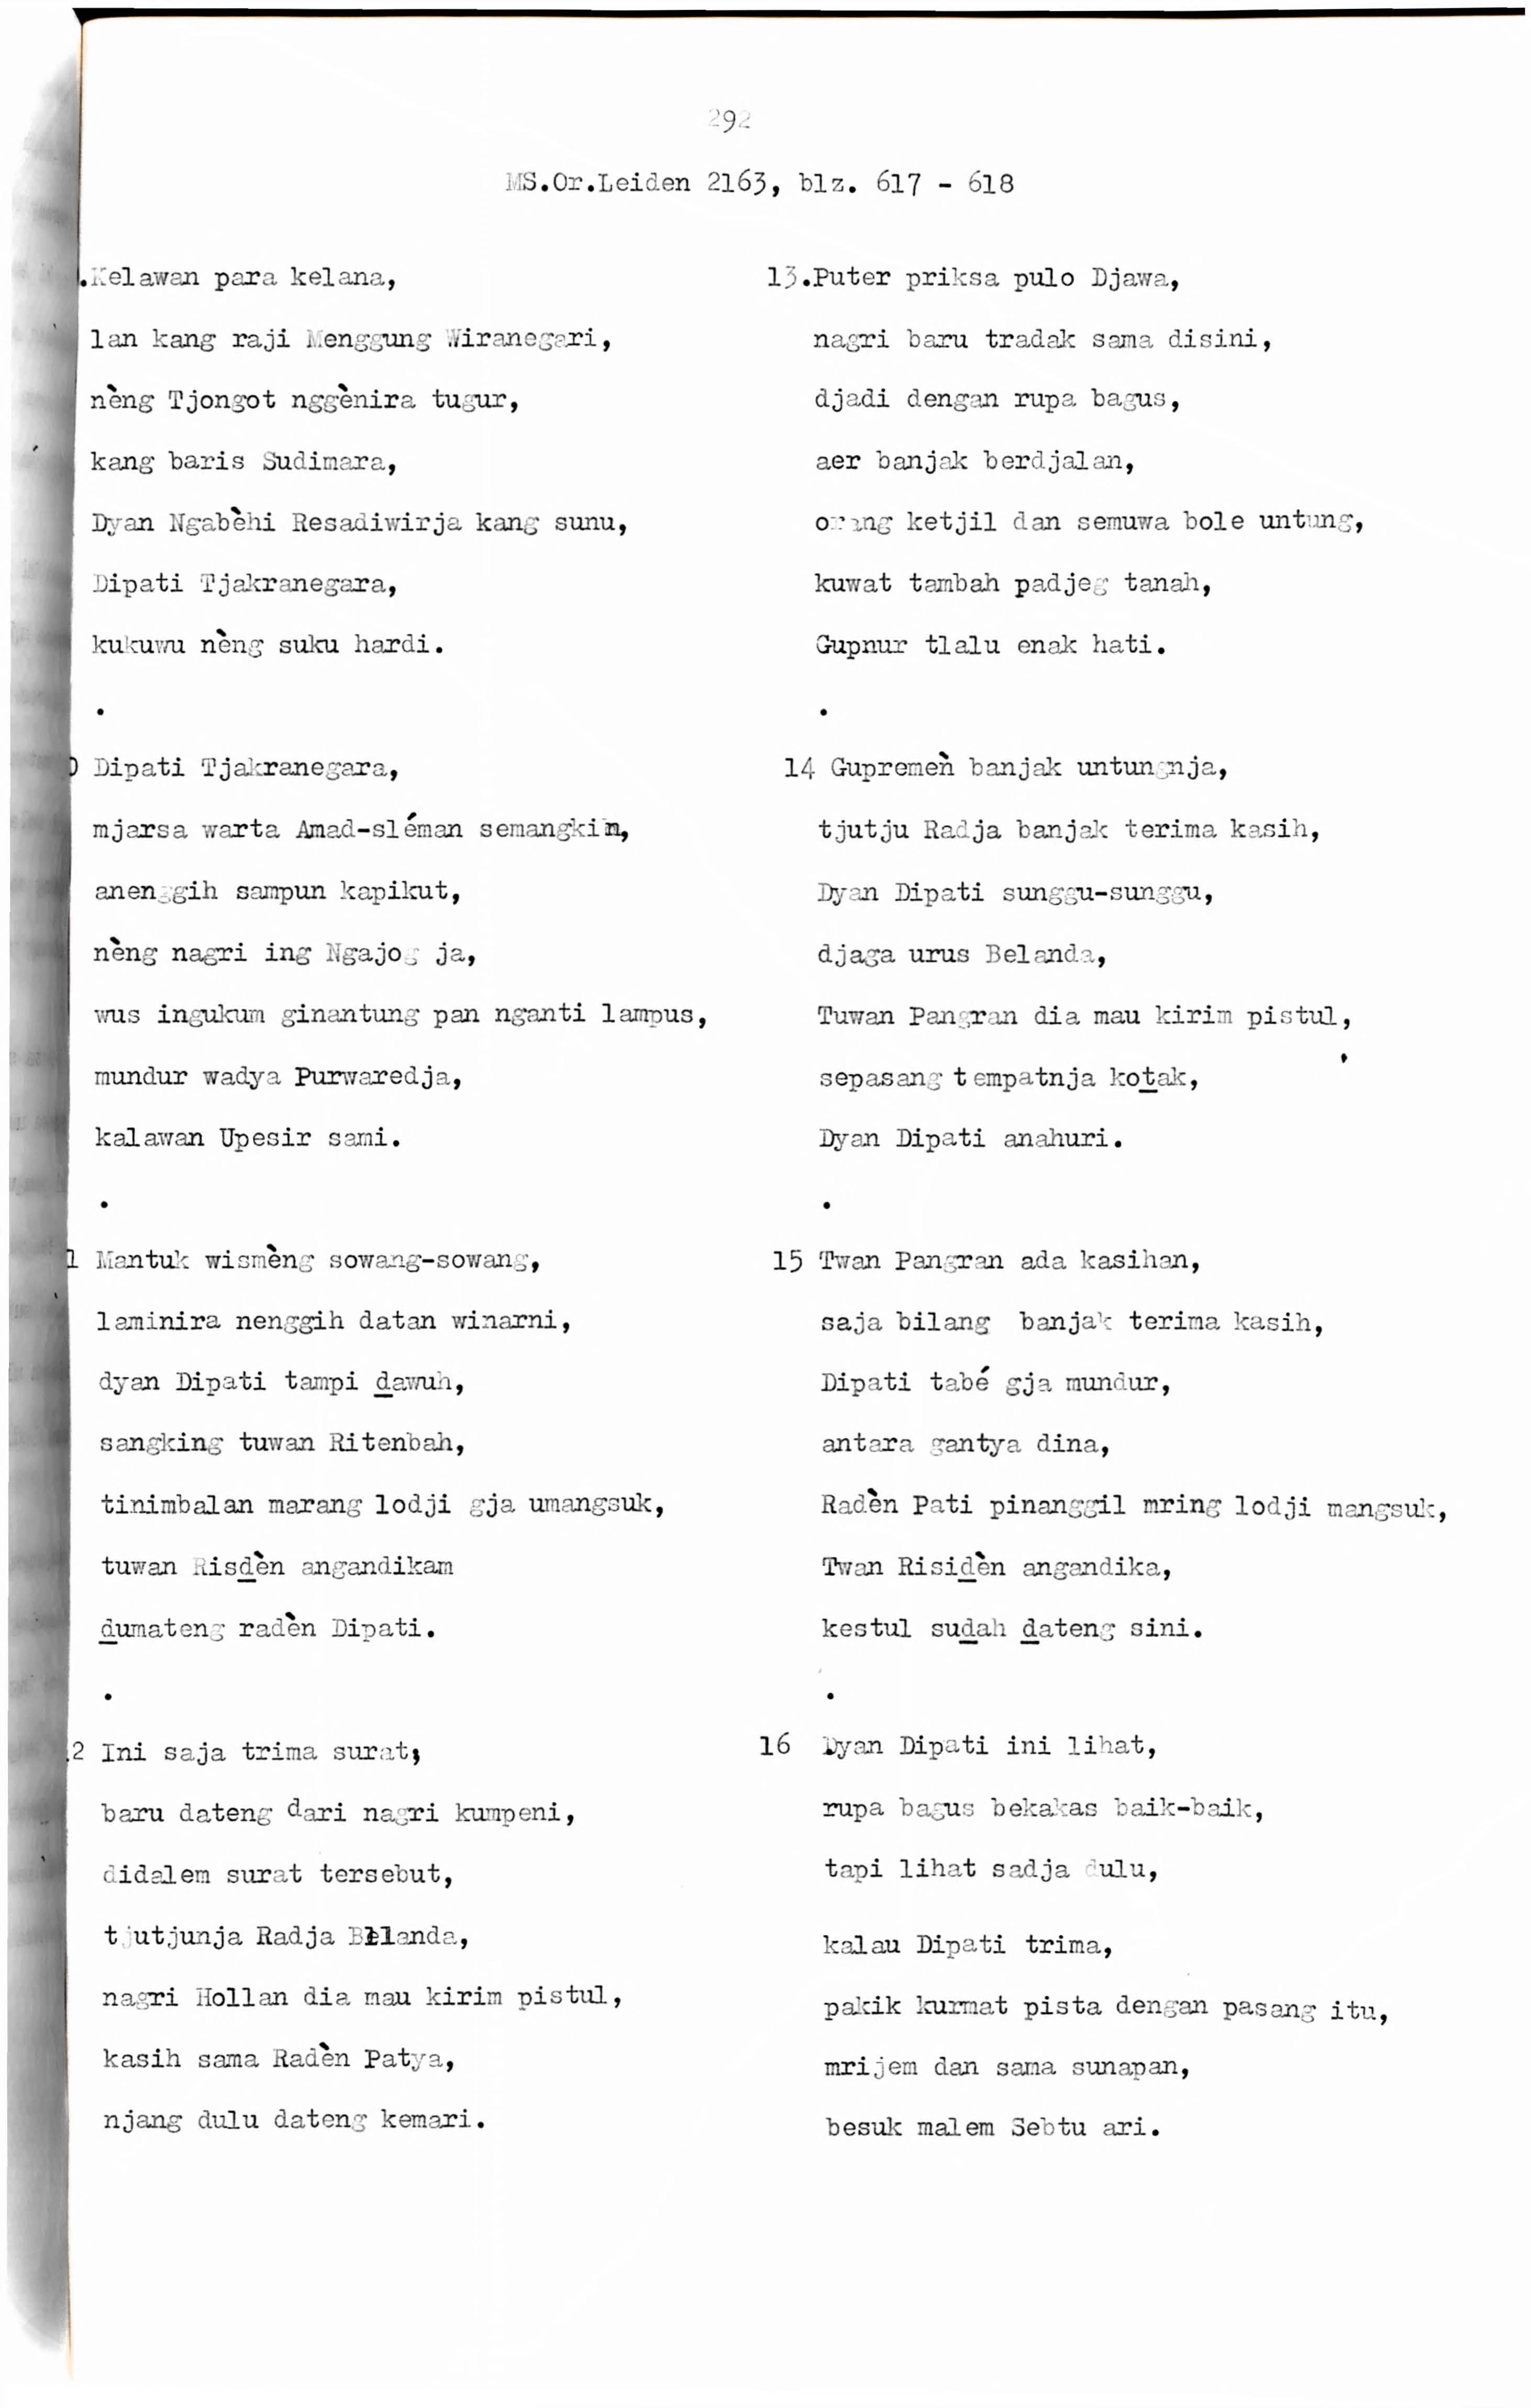 292
MS.Or.Leiden 2163, blz. 617 - 618
.Kelawan para kelana,
lan kang raji Menggung Wiranegari,
nèng Tjongot nggènira tugur,
kang baris Sudimara,
Dyan Ngabèhi Resadiwirja kang sunu,
Dipati Tjakranegara,
kukuwu nèng suku hardi.
.
0 Dipati Tjakranegara,
mjarsa warta Amad-sléman semangkin,
anenggih sampun kapikut,
nèng nagri ing Ngajog ja,
wus ingukum ginantung pan nganti lampus,
mundur wadya Purwaredja,
kalawan Upesir sami.
.
1 Mantuk wismèng sowang-sowang,
laminira nenggih datan winarni,
dyan Dipati tampi ḏawuh,
sangking tuwan Ritenbah,
tinimbalan marang lodji gja umangsuk,
tuwan Risḏèn angandikam
ḏumateng radèn Dipati.
.
.2 Ini saja trima surat,
baru dateng dari nagri kumpeni,
didalem surat tersebut,
tjutjunja Radja Belanda,
nagri Hollan dia mau kirim pistul,
kasih sama Radèn Patya,
njang dulu dateng kemari.
13.Puter priksa pulo Djawa,
nagri baru tradak sama disini,
djadi dengan rupa bagus,
aer banjak berdjalan,
orang ketjil dan semuwa bole untung,
kuwat tambah padjeg tanah,
Gupnur tlalu enak hati.
.
14 Gupremèn banjak untungnja,
tjutju Radja banjak terima kasih,
Dyan Dipati sunggu-sunggu,
djaga urus Belanda,
Tuwan Pangran dia mau kirim pistul,
sepasang tempatnja koṯak,
Dyan Dipati anahuri.
.
15 Twan Pangran ada kasihan,
saja bilang banjak terima kasih,
Dipati tabé gja mundur,
antara gantya dina,
Radèn Pati pinanggil mring lodji mangsuk,
Twan Risiḏèn angandika,
kestul suḏah ḏateng sini.
.
16 Dyan Dipati ini lihat,
rupa bagus bekakas baik-baik,
tapi lihat sadja dulu,
kalau Dipati trima,
pakik kurmat pista dengan pasang itu,
mrijem dan sama sunapan,
besuk malem Sebtu ari.